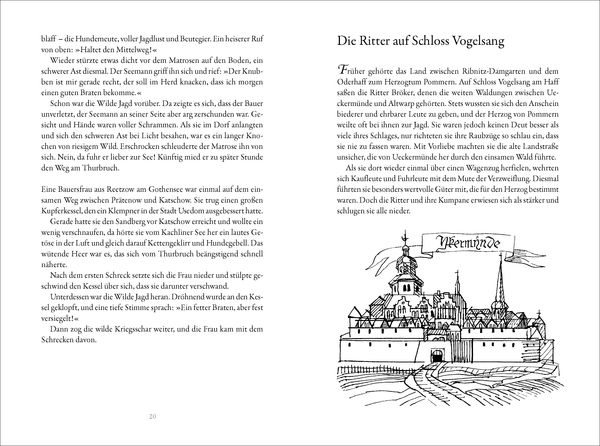 blaff – die Hundemeute, voller Jagdlust und Beutegier. Ein heiserer Ruf
von oben: »Haltet den Mittelweg!«
Wieder stürzte etwas dicht vor dem Matrosen auf den Boden, ein
schwerer Ast diesmal. Der Seemann griff ihn sich und rief: »Der Knub-
ben ist mir gerade recht, der soll im Herd knacken, dass ich morgen
einen guten Braten bekomme.«
Schon war die Wilde Jagd vorüber. Da zeigte es sich, dass der Bauer
unverletzt, der Seemann an seiner Seite aber arg zerschunden war. Ge-
sicht und Hände waren voller Schrammen. Als sie im Dorf anlangten
und sich den schweren Ast bei Licht besahen, war es ein langer Kno-
chen von riesigem Wild. Erschrocken schleuderte der Matrose ihn von
sich. Nein, da fuhr er lieber zur See! Künftig mied er zu später Stunde
den Weg am Thurbruch.
Eine Bauersfrau aus Reetzow am Gothensee war einmal auf dem ein-
samen Weg zwischen Prätenow und Katschow. Sie trug einen großen
Kupferkessel, den ein Klempner in der Stadt Usedom ausgebessert hatte.
Gerade hatte sie den Sandberg vor Katschow erreicht und wollte ein
wenig verschnaufen, da hörte sie vom Kachliner See her ein lautes Ge-
töse in der Luft und gleich darauf Kettengeklirr und Hundegebell. Das
wütende Heer war es, das sich vom Thurbruch beängstigend schnell
näherte.
Nach dem ersten Schreck setzte sich die Frau nieder und stülpte ge-
schwind den Kessel über sich, dass sie darunter verschwand.
Unterdessen war die Wilde Jagd heran. Dröhnend wurde an den Kes-
sel geklopft, und eine tiefe Stimme sprach: »Ein fetter Braten, aber fest
versiegelt!«
Dann zog die wilde Kriegsschar weiter, und die Frau kam mit dem
Schrecken davon.
20
Die Ritter auf Schloss Vogelsang
Früher gehörte das Land zwischen Ribnitz-Damgarten und dem
Oderhaff zum Herzogtum Pommern. Auf Schloss Vogelsang am Haff
saßen die Ritter Bröker, denen die weiten Waldungen zwischen Ue-
ckermünde und Altwarp gehörten. Stets wussten sie sich den Anschein
biederer und ehrbarer Leute zu geben, und der Herzog von Pommern
weilte oft bei ihnen zur Jagd. Sie waren jedoch keinen Deut besser als
viele ihres Schlages, nur richteten sie ihre Raubzüge so schlau ein, dass
sie nie zu fassen waren. Mit Vorliebe machten sie die alte Landstraße
unsicher, die von Ueckermünde her durch den einsamen Wald führte.
Als sie dort wieder einmal über einen Wagenzug herfielen, wehrten
sich Kaufleute und Fuhrleute mit dem Mute der Verzweiflung. Diesmal
führten sie besonders wertvolle Güter mit, die für den Herzog bestimmt
waren. Doch die Ritter und ihre Kumpane erwiesen sich als stärker und
schlugen sie alle nieder.